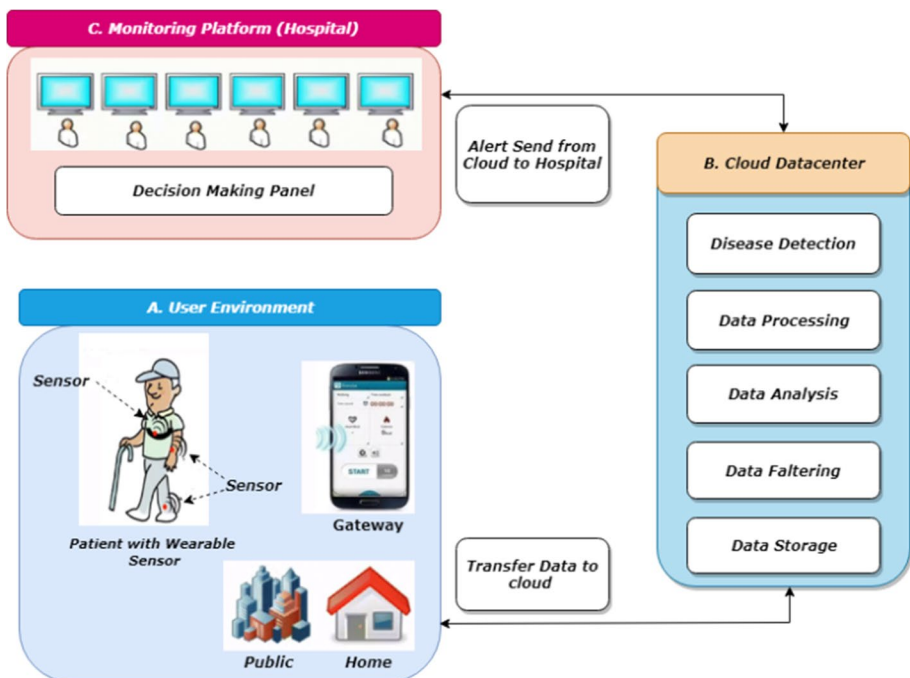 C. Monitoring Platform (Hospital)
Decision Making Panel
Alert Send from
Cloud to Hospital
B. Cloud Datacenter
Disease Detection
Data Processing
Data Analysis
Data Faltering
Data Storage
A. User Environment
Sensor
Sensor
Patient with Wearable
Sensor
SAMSUNG
START
Gateway
Public
Home
Transfer Data to
cloud